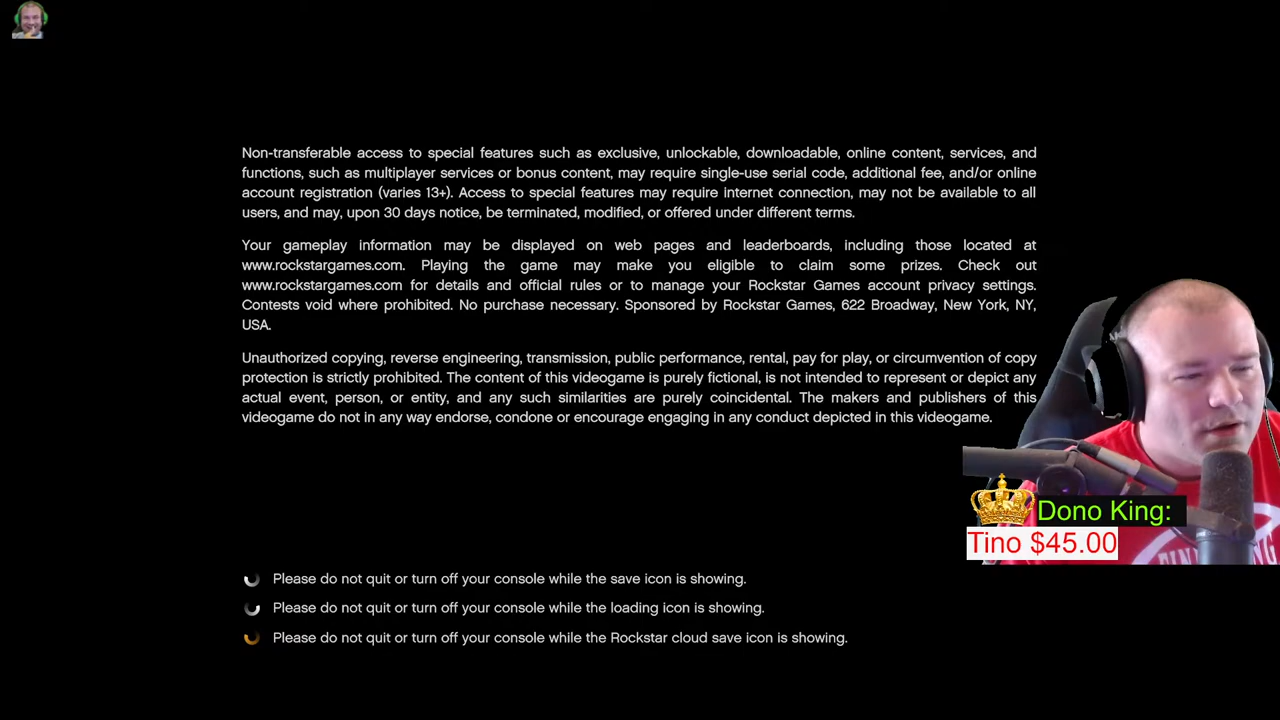 Non-transferable access to special features such as exclusive, unlockable, downloadable, online content, services, and
functions, such as multiplayer services or bonus content, may require single-use serial code, additional fee, and/or online
account registration (varies 13+). Access to special features may require internet connection, may not be available to all
users, and may, upon 30 days notice, be terminated, modified, or offered under different terms.
Your gameplay information may be displayed on web pages and leaderboards, including those located at
www.rockstargames.com. Playing the game may make you eligible to claim some prizes. Check out
www.rockstargames.com for details and official rules or to manage your Rockstar Games account privacy settings.
Contests void where prohibited. No purchase necessary. Sponsored by Rockstar Games, 622 Broadway, New York, NY,
USA.
Unauthorized copying, reverse engineering, transmission, public performance, rental, pay for play, or circumvention of copy
protection is strictly prohibited. The content of this videogame is purely fictional, is not intended to represent or depict any
actual event, person, or entity, and any such similarities are purely coincidental. The makers and publishers of this
videogame do not in any way endorse, condone or encourage engaging in any conduct depicted in this videogame.
Dono King:
Tino $45.00
Please do not quit or turn off your console while the save icon is showing.
Please do not quit or turn off your console while the loading icon is showing.
Please do not quit or turn off your console while the Rockstar cloud save icon is showing.